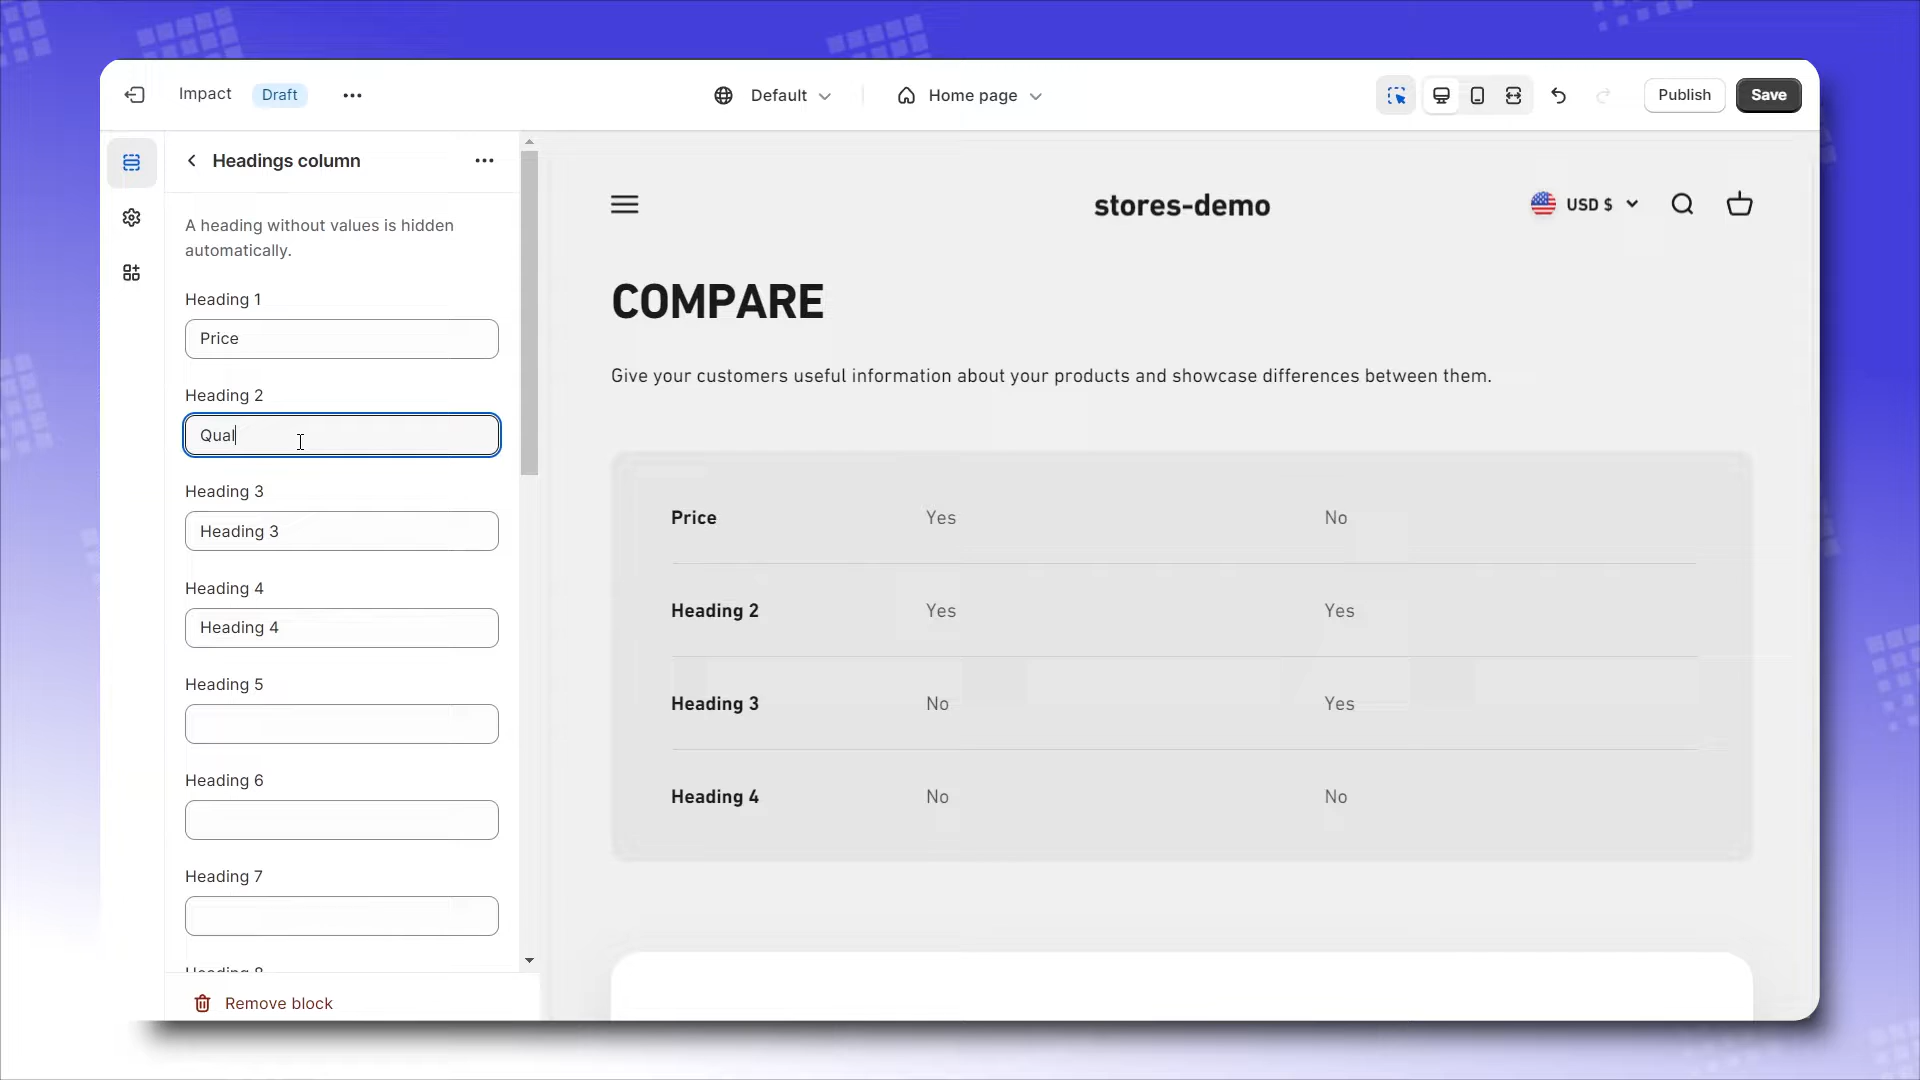 Impact
Draft
Default
Home page
Publish
Save
Headings column
A heading without values is hidden
automatically.
Heading 1
Price
Heading 2
Qual
Heading 3
Heading 3
Heading 4
Heading 4
Heading 5
Heading 6
Heading 7
Heading 8
Remove block
stores-demo
USD $
COMPARE
Give your customers useful information about your products and showcase differences between them.
Price Yes No
Heading 2 Yes Yes
Heading 3 No Yes
Heading 4 No No